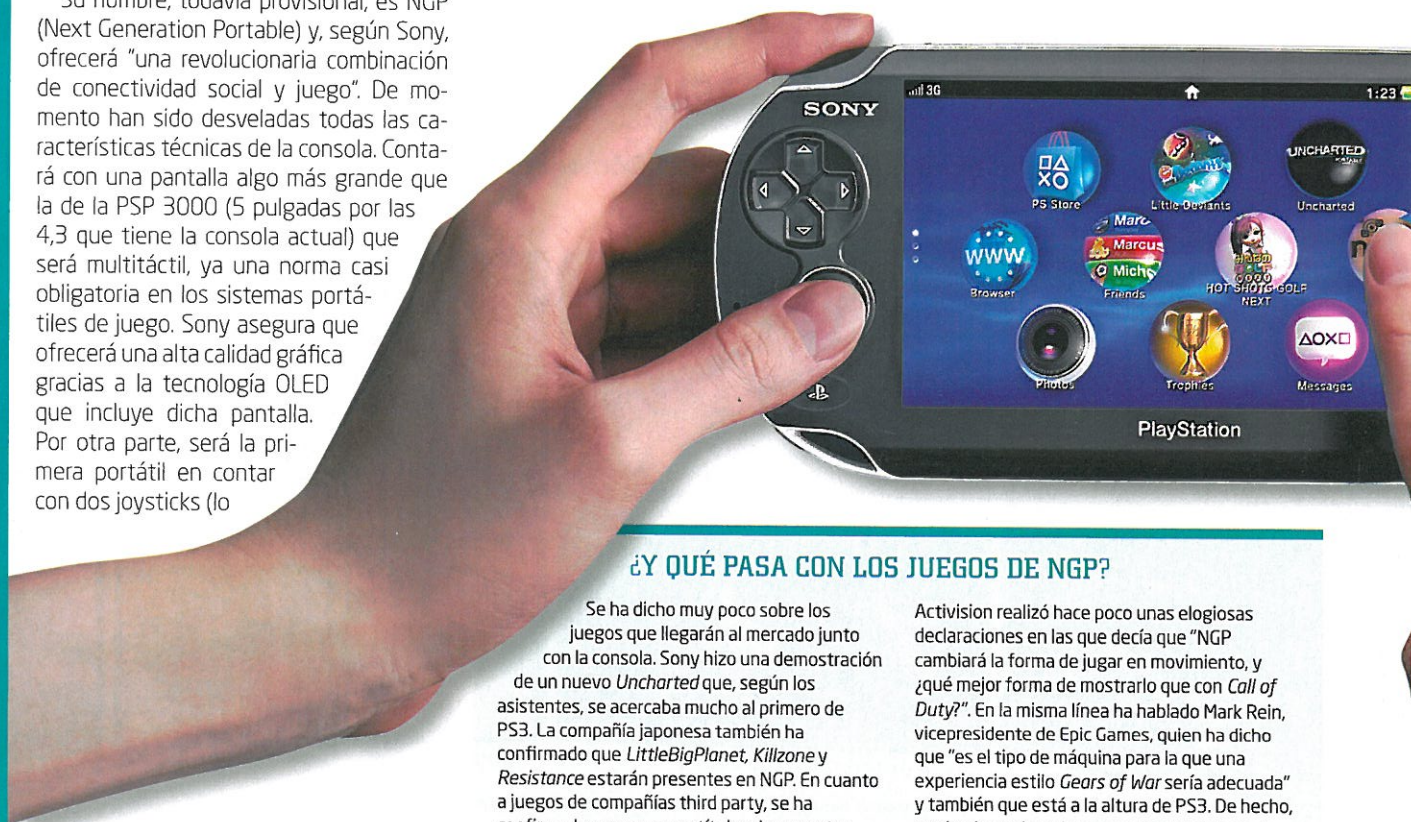 Su nombre, todavía provisional, es NGP
(Next Generation Portable) y, según Sony,
ofrecerá "una revolucionaria combinación
de conectividad social y juego". De mo-
mento han sido desveladas todas las ca-
racterísticas técnicas de la consola. Conta-
rá con una pantalla algo más grande que
la de la PSP 3000 (5 pulgadas por las
4,3 que tiene la consola actual) que
será multitáctil, ya una norma casi
obligatoria en los sistemas portá-
tiles de juego. Sony asegura que
ofrecerá una alta calidad gráfica
gracias a la tecnología OLED
que incluye dicha pantalla.
Por otra parte, será la pri-
mera portátil en contar
con dos joysticks (lo
SONY
3G
1:23
PS Store
Little Deviants
UNCHARTED
Uncharted
WWW
Browser
Marc
Marcus
Mich
Friends
HOT SHOTS GOLF
NEXT
Photos
Trophies
Messages
PlayStation
¿Y QUÉ PASA CON LOS JUEGOS DE NGP?
Se ha dicho muy poco sobre los
juegos que llegarán al mercado junto
con la consola. Sony hizo una demostración
de un nuevo Uncharted que, según los
asistentes, se acercaba mucho al primero de
PS3. La compañía japonesa también ha
confirmado que LittleBigPlanet, Killzone y
Resistance estarán presentes en NGP. En cuanto
a juegos de compañías third party, se ha
Activision realizó hace poco unas elogiosas
declaraciones en las que decía que "NGP
cambiará la forma de jugar en movimiento, y
¿qué mejor forma de mostrarlo que con Call of
Duty?". En la misma línea ha hablado Mark Rein,
vicepresidente de Epic Games, quien ha dicho
que "es el tipo de máquina para la que una
experiencia estilo Gears of War sería adecuada"
y también que está a la altura de PS3. De hecho,